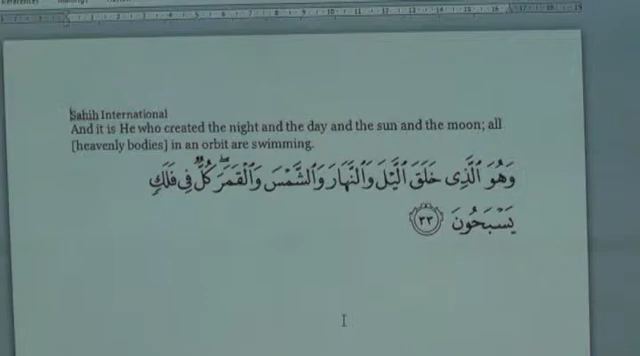 Sahih International
And it is He who created the night and the day and the sun and the moon; all
[heavenly bodies] in an orbit are swimming.
وَهُوَ ٱلَّذِى خَلَقَ ٱلَّيْلَ وَٱلنَّهَارَ وَٱلشَّمْسَ وَٱلْقَمَرَ ۖ كُلٌّ فِى فَلَكٍ
يَسْبَحُونَ ٣٣